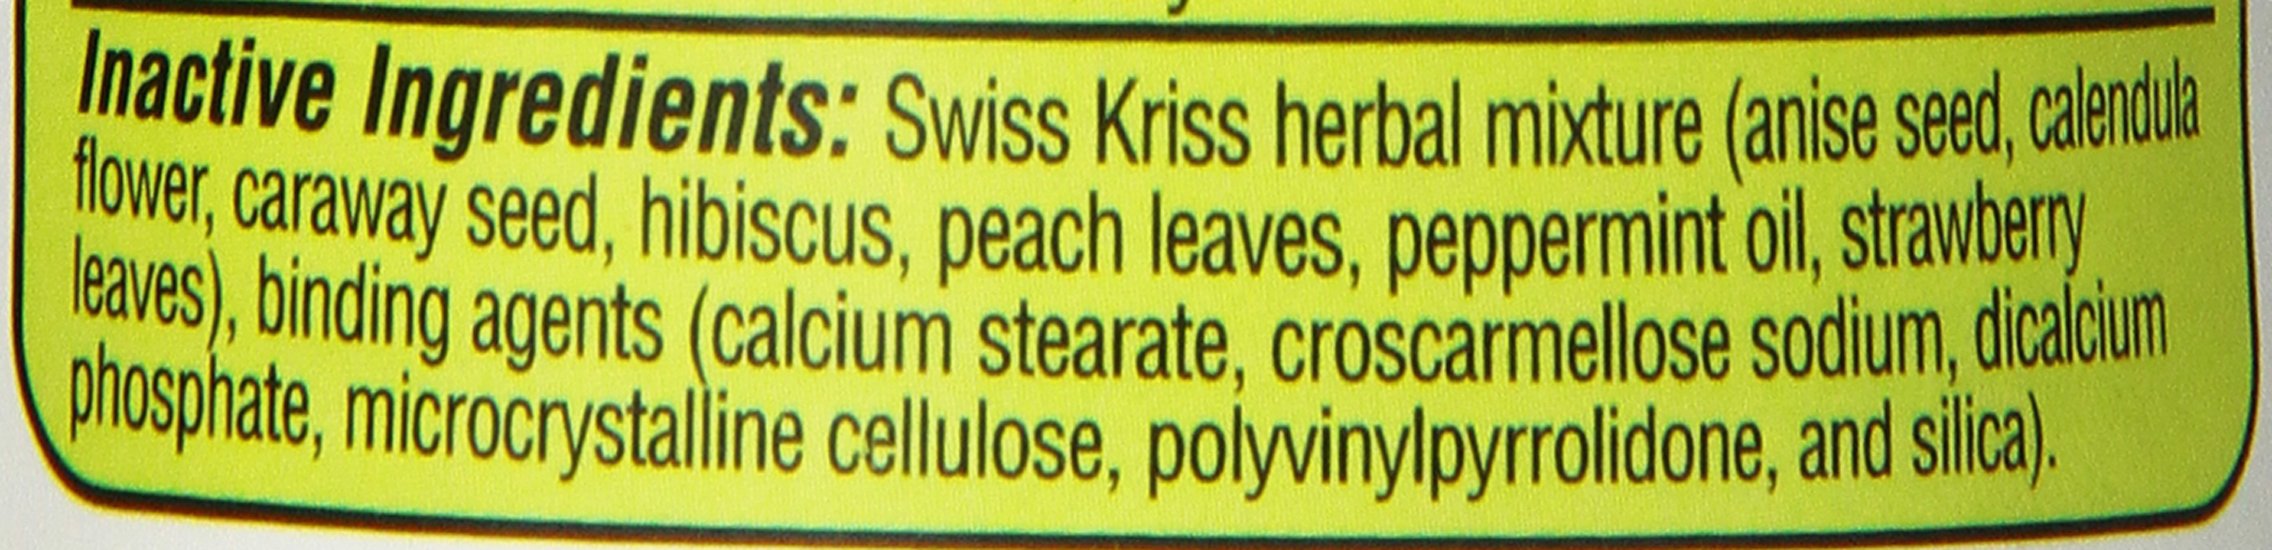 Inactive Ingredients: Swiss Kriss herbal mixture (anise seed, calendula
flower, caraway seed, hibiscus, peach leaves, peppermint oil, strawberry
leaves), binding agents (calcium stearate, croscarmellose sodium, dicalcium
phosphate, microcrystalline cellulose, polyvinylpyrrolidone, and silica).